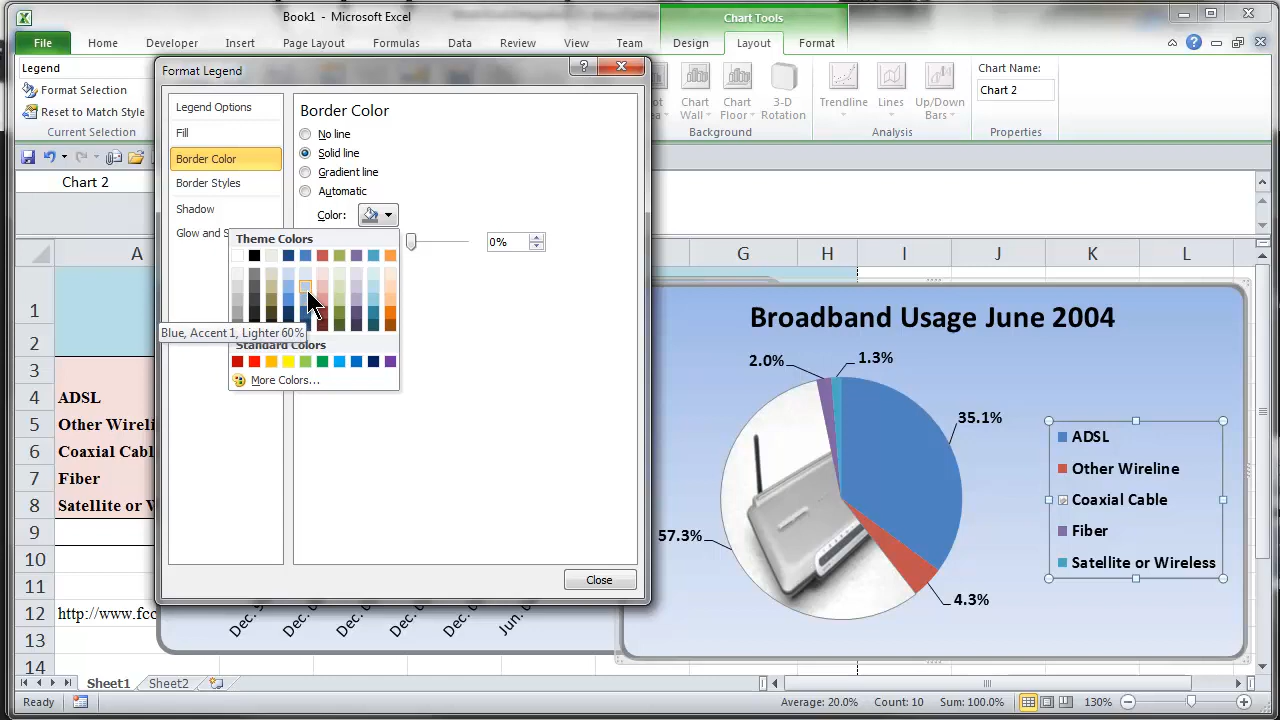 Book1 - Microsoft Excel
Chart Tools
File Home Developer Insert Page Layout Formulas Data Review View Team Design Layout Format
Legend
Format Selection
Reset to Match Style
Current Selection
Chart Wall
Chart Floor
3-D Rotation
Background
Trendline
Lines
Up/Down Bars
Analysis
Chart Name:
Chart 2
Properties
Chart 2
Format Legend
Legend Options
Fill
Border Color
Border Styles
Shadow
Border Color
No line
Solid line
Gradient line
Automatic
Color:
0%
Theme Colors
Blue, Accent 1, Lighter 60%
Standard Colors
More Colors...
Close
A G H I J K L
1
2
3
4 ADSL
5
6
7 Fiber
8
9
10
11
12
13
14
Broadband Usage June 2004
2.0%
1.3%
35.1%
57.3%
4.3%
ADSL
Other Wireline
Coaxial Cable
Fiber
Satellite or Wireless
Sheet1 Sheet2
Ready
Average: 20.0% Count: 10 Sum: 100.0% 130%